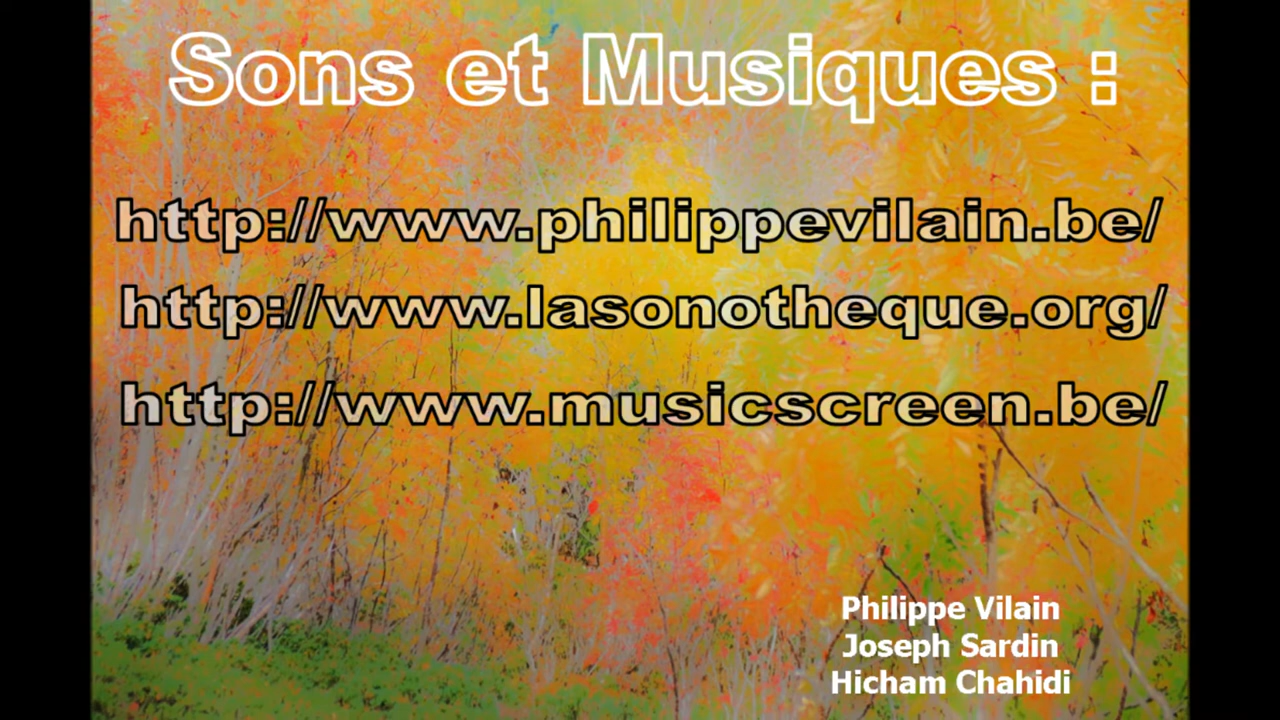 Sons et Musiques :
http://www.philippevilain.be/
http://www.lasonotheque.org/
http://www.musicscreen.be/
Philippe Vilain
Joseph Sardin
Hicham Chahidi